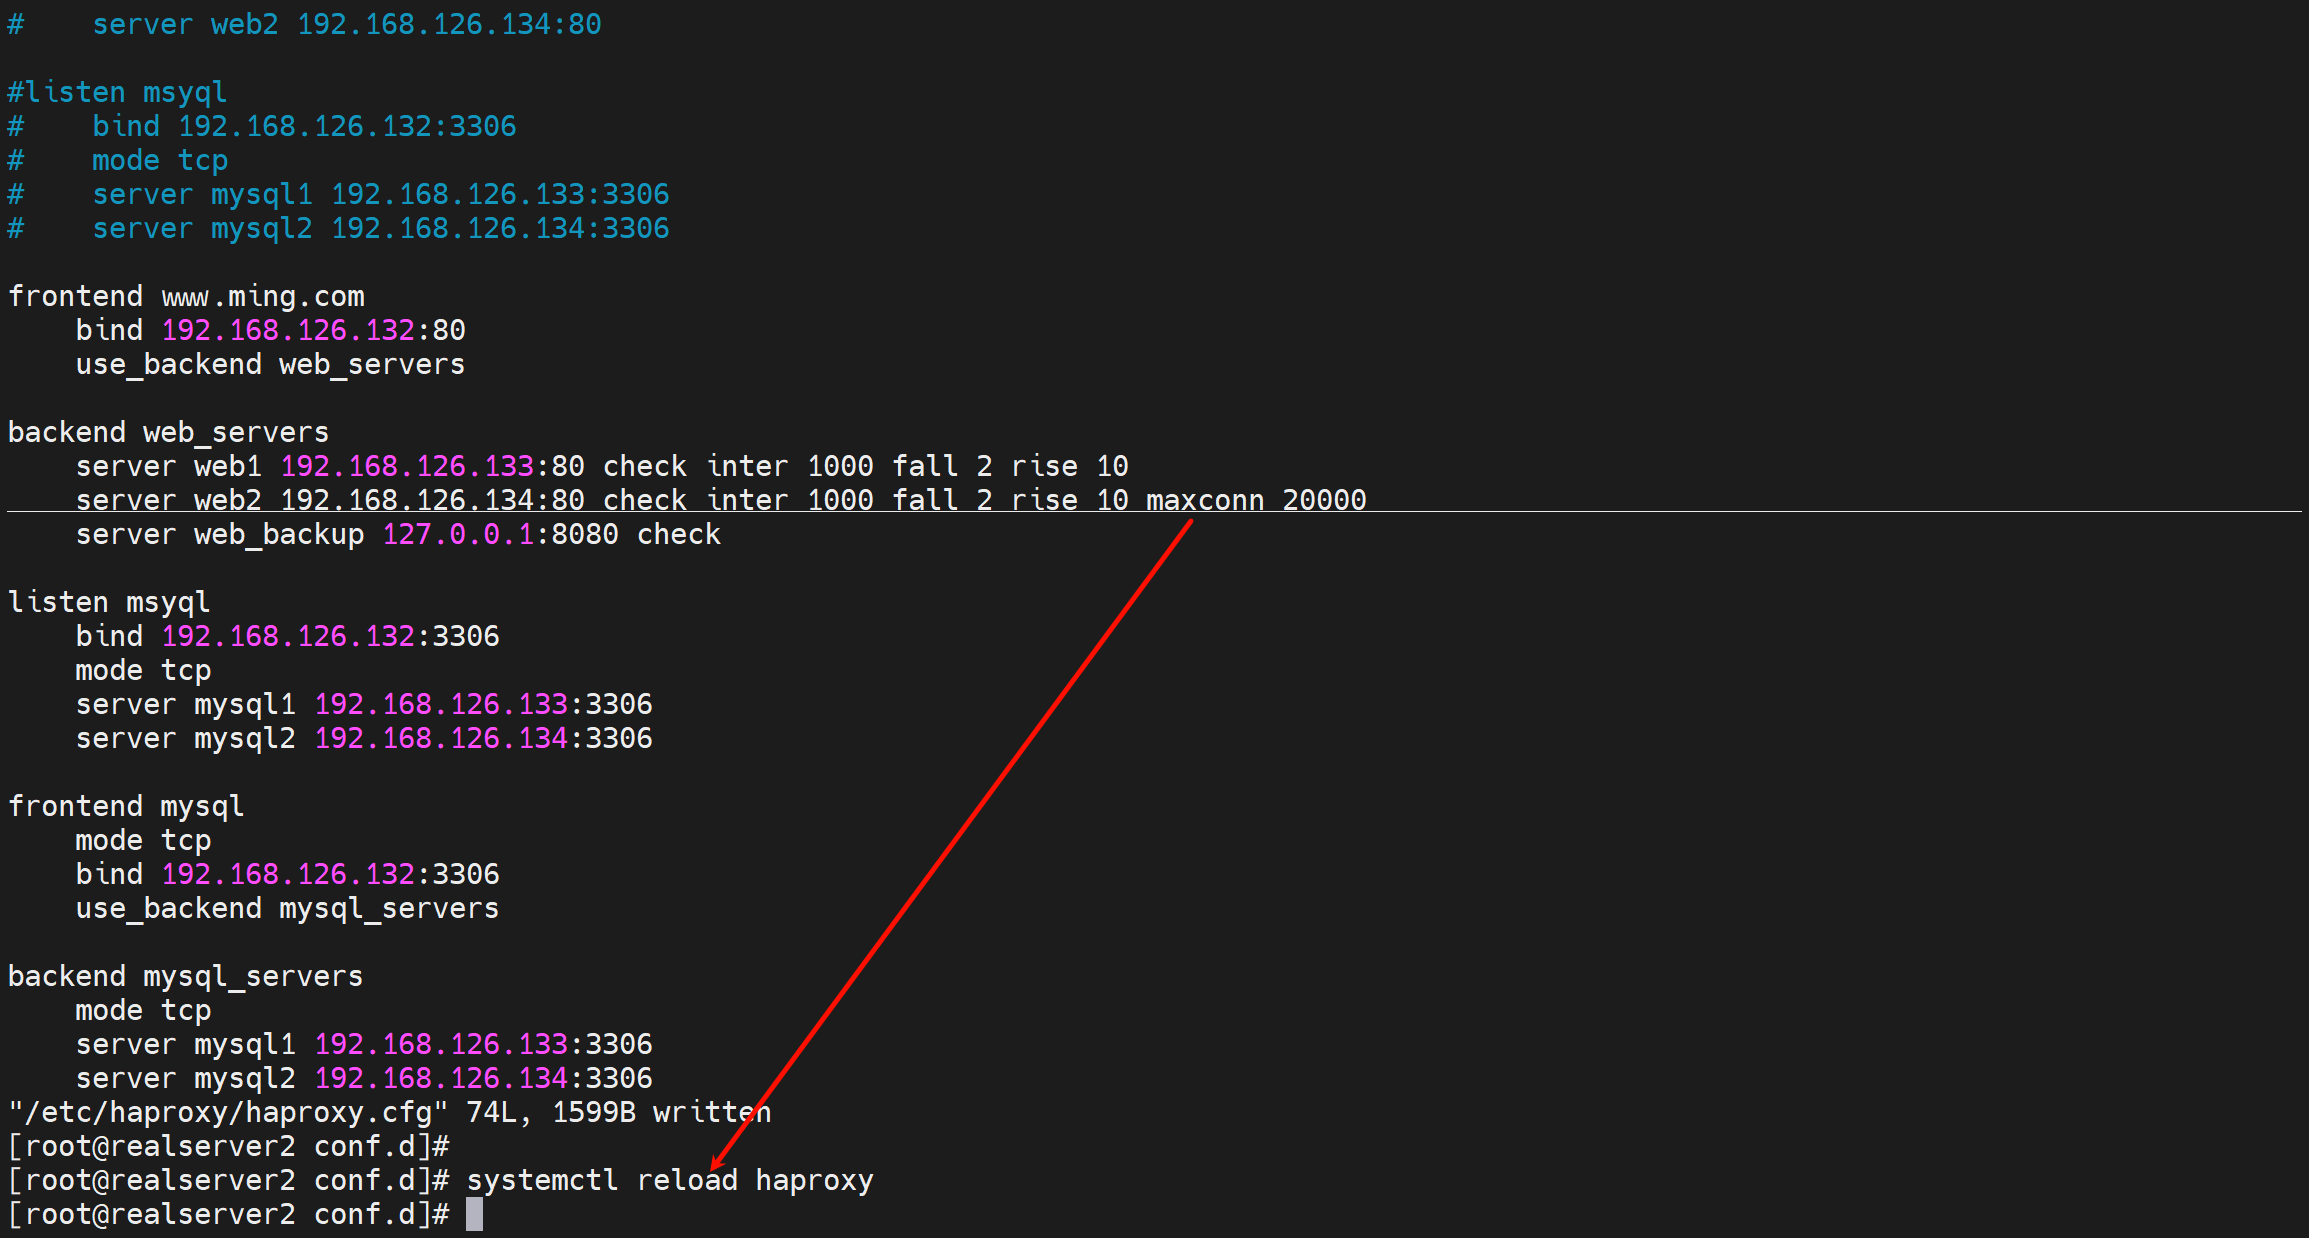 #    server web2 192.168.126.134:80
#listen msyql
#    bind 192.168.126.132:3306
#    mode tcp
#    server mysql1 192.168.126.133:3306
#    server mysql2 192.168.126.134:3306
frontend www.ming.com
    bind 192.168.126.132:80
    use_backend web_servers
backend web_servers
    server web1 192.168.126.133:80 check inter 1000 fall 2 rise 10
    server web2 192.168.126.134:80 check inter 1000 fall 2 rise 10 maxconn 20000
    server web_backup 127.0.0.1:8080 check
listen msyql
    bind 192.168.126.132:3306
    mode tcp
    server mysql1 192.168.126.133:3306
    server mysql2 192.168.126.134:3306
frontend mysql
    mode tcp
    bind 192.168.126.132:3306
    use_backend mysql_servers
backend mysql_servers
    mode tcp
    server mysql1 192.168.126.133:3306
    server mysql2 192.168.126.134:3306
"/etc/haproxy/haproxy.cfg" 74L, 1599B written
[root@realserver2 conf.d]#
[root@realserver2 conf.d]# systemctl reload haproxy
[root@realserver2 conf.d]#